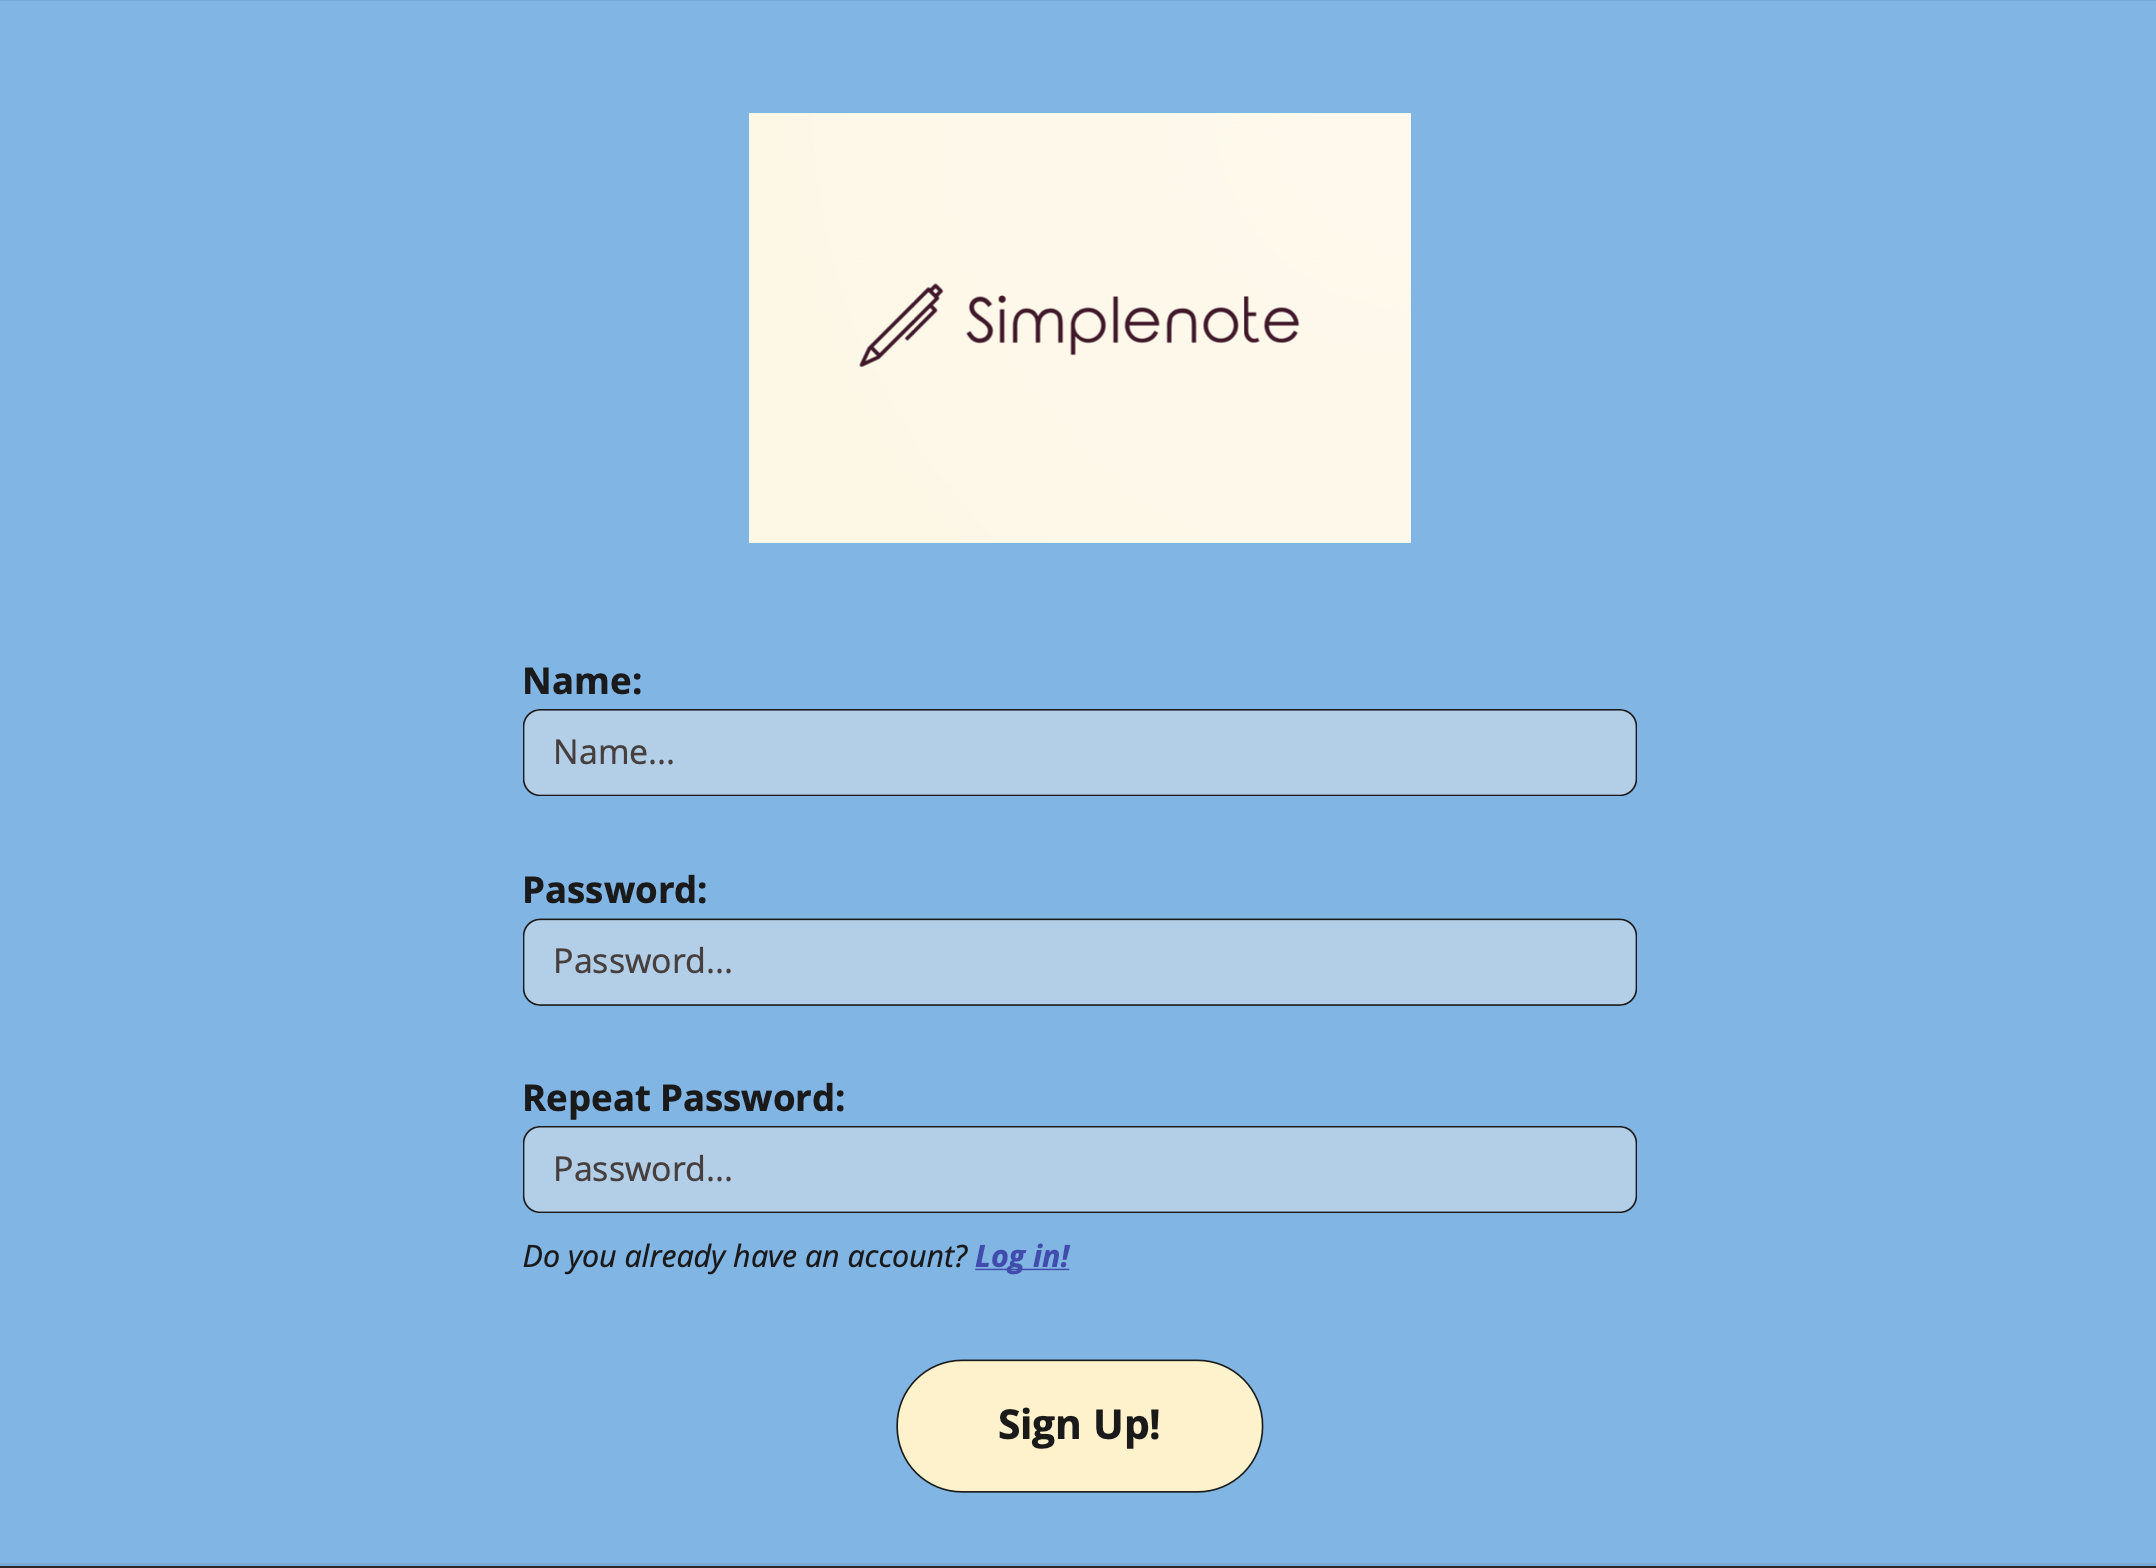 Simplenote
Name:
Name...
Password:
Password...
Repeat Password:
Password...
Do you already have an account? Log in!
Sign Up!